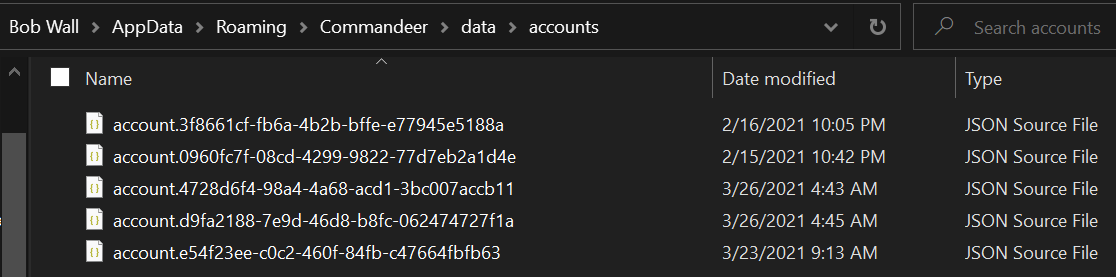 Bob Wall > AppData > Roaming > Commandeer > data > accounts Search accounts
Name Date modified Type
account.3f8661cf-fb6a-4b2b-bffe-e77945e5188a 2/16/2021 10:05 PM JSON Source File
account.0960fc7f-08cd-4299-9822-77d7eb2a1d4e 2/15/2021 10:42 PM JSON Source File
account.4728d6f4-98a4-4a68-acd1-3bc007accb11 3/26/2021 4:43 AM JSON Source File
account.d9fa2188-7e9d-46d8-b8fc-062474727f1a 3/26/2021 4:45 AM JSON Source File
account.e54f23ee-c0c2-460f-84fb-c47664fbfb63 3/23/2021 9:13 AM JSON Source File